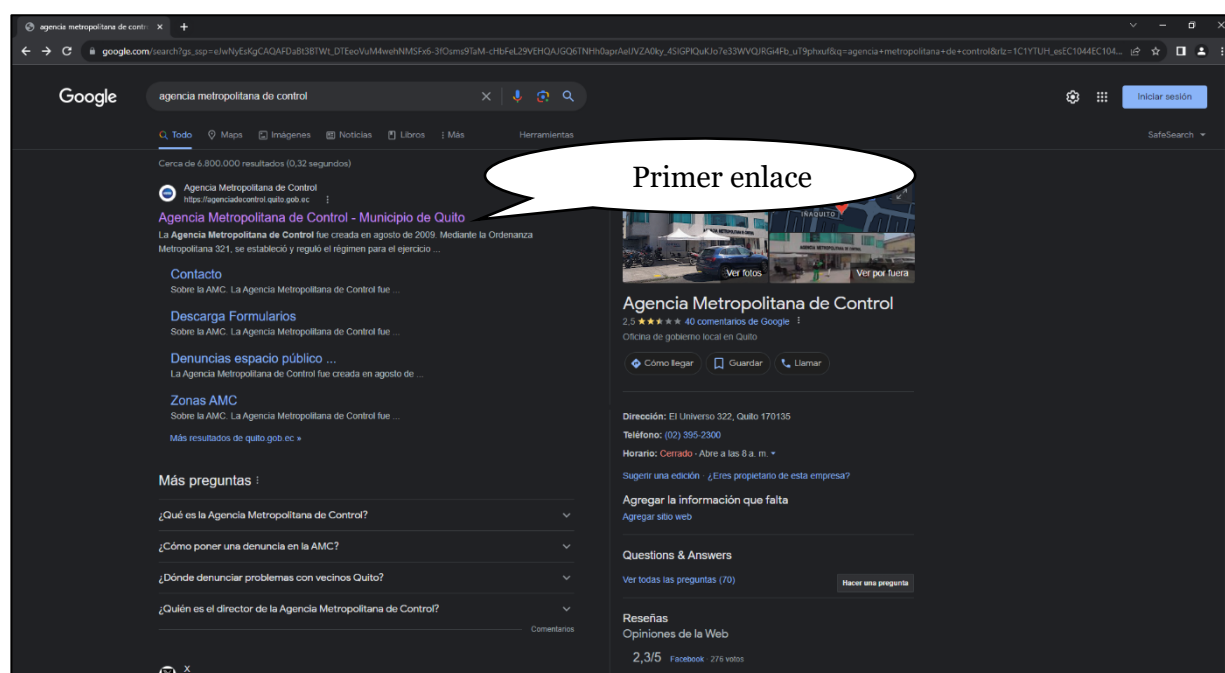 agencia metropolitana de contr
google.com/search?gs_ssp=eJwNyEsKgCAQAFDaBt3BTWt_DTEeoVuM4wehNMSFx6-3fOsms9TaM-cHbFeL29VEHQAJGQ6TNHh0aprAeUVZA0ky_4SIGPIQuKJo7e33WVQJRGi4Fb_uT9phxuf&q=agencia+metropolitana+de+control&rlz=1C1YTUH_esEC1044EC104...
Google
agencia metropolitana de control
Iniciar sesión
Todo Maps Imágenes Noticias Libros Más Herramientas
SafeSearch
Cerca de 6.800.000 resultados (0,32 segundos)
Primer enlace
Agencia Metropolitana de Control
https://agenciadecontrol.quito.gob.ec
Agencia Metropolitana de Control - Municipio de Quito
La Agencia Metropolitana de Control fue creada en agosto de 2009. Mediante la Ordenanza
Metropolitana 321, se estableció y reguló el régimen para el ejercicio ...
Contacto
Sobre la AMC. La Agencia Metropolitana de Control fue ...
Descarga Formularios
Sobre la AMC. La Agencia Metropolitana de Control fue ...
Denuncias espacio público ...
La Agencia Metropolitana de Control fue creada en agosto de ...
Zonas AMC
Sobre la AMC. La Agencia Metropolitana de Control fue ...
Más resultados de quito.gob.ec »
Más preguntas
¿Qué es la Agencia Metropolitana de Control?
¿Cómo poner una denuncia en la AMC?
¿Dónde denunciar problemas con vecinos Quito?
¿Quién es el director de la Agencia Metropolitana de Control?
Comentarios
X
IÑAQUITO
Ver fotos
Ver por fuera
Agencia Metropolitana de Control
2,5 ★★★★★ 40 comentarios de Google
Oficina de gobierno local en Quito
Cómo llegar Guardar Llamar
Dirección: El Universo 322, Quito 170135
Teléfono: (02) 395-2300
Horario: Cerrado · Abre a las 8 a. m.
Sugerir una edición · ¿Eres propietario de esta empresa?
Agregar la información que falta
Agregar sitio web
Questions & Answers
Ver todas las preguntas (70)
Hacer una pregunta
Reseñas
Opiniones de la Web
2,3/5 Facebook · 276 votos